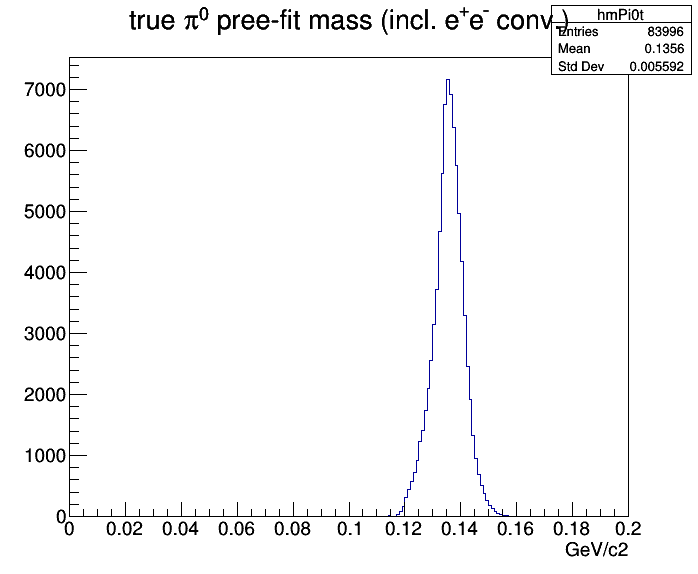 true π⁰ pree-fit mass (incl. e⁺e⁻ conv.)
hmPi0t
Entries 83996
Mean 0.1356
Std Dev 0.005592
7000
6000
5000
4000
3000
2000
1000
0
0 0.02 0.04 0.06 0.08 0.1 0.12 0.14 0.16 0.18 0.2
GeV/c2